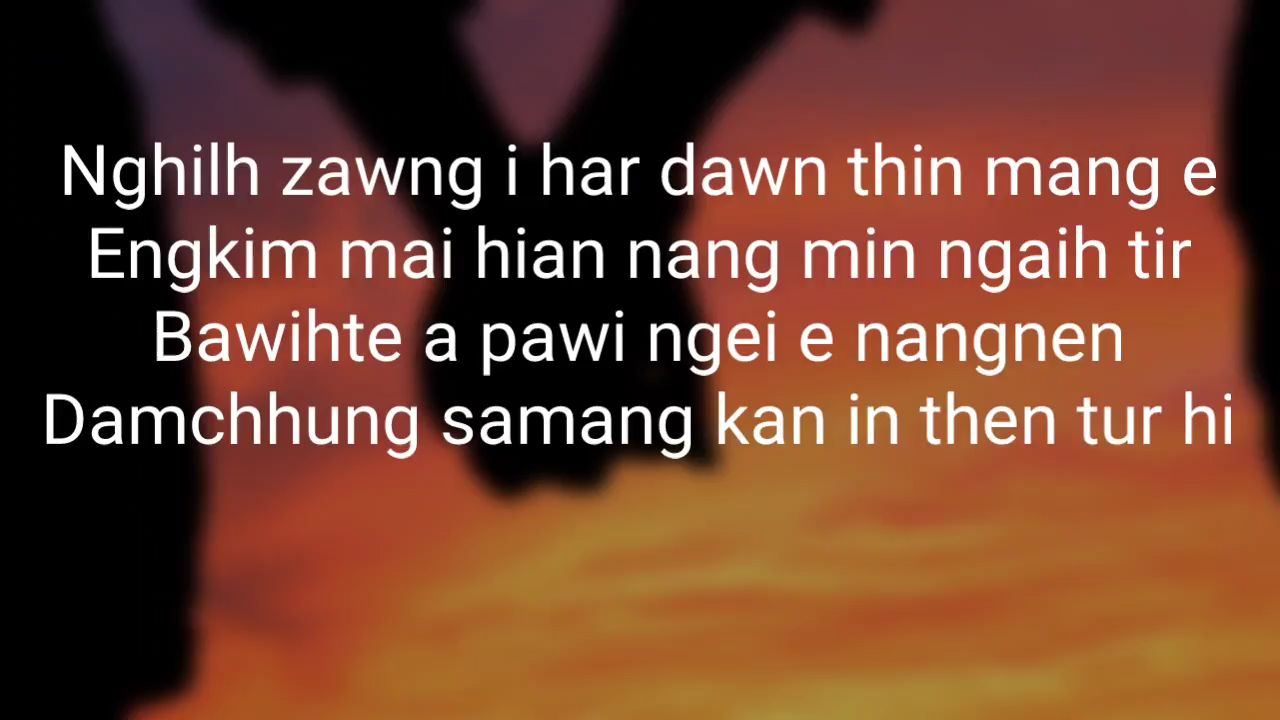 Nghilh zawng i har dawn thin mang e
Engkim mai hian nang min ngaih tir
Bawihte a pawi ngei e nangnen
Damchhung samang kan in then tur hi